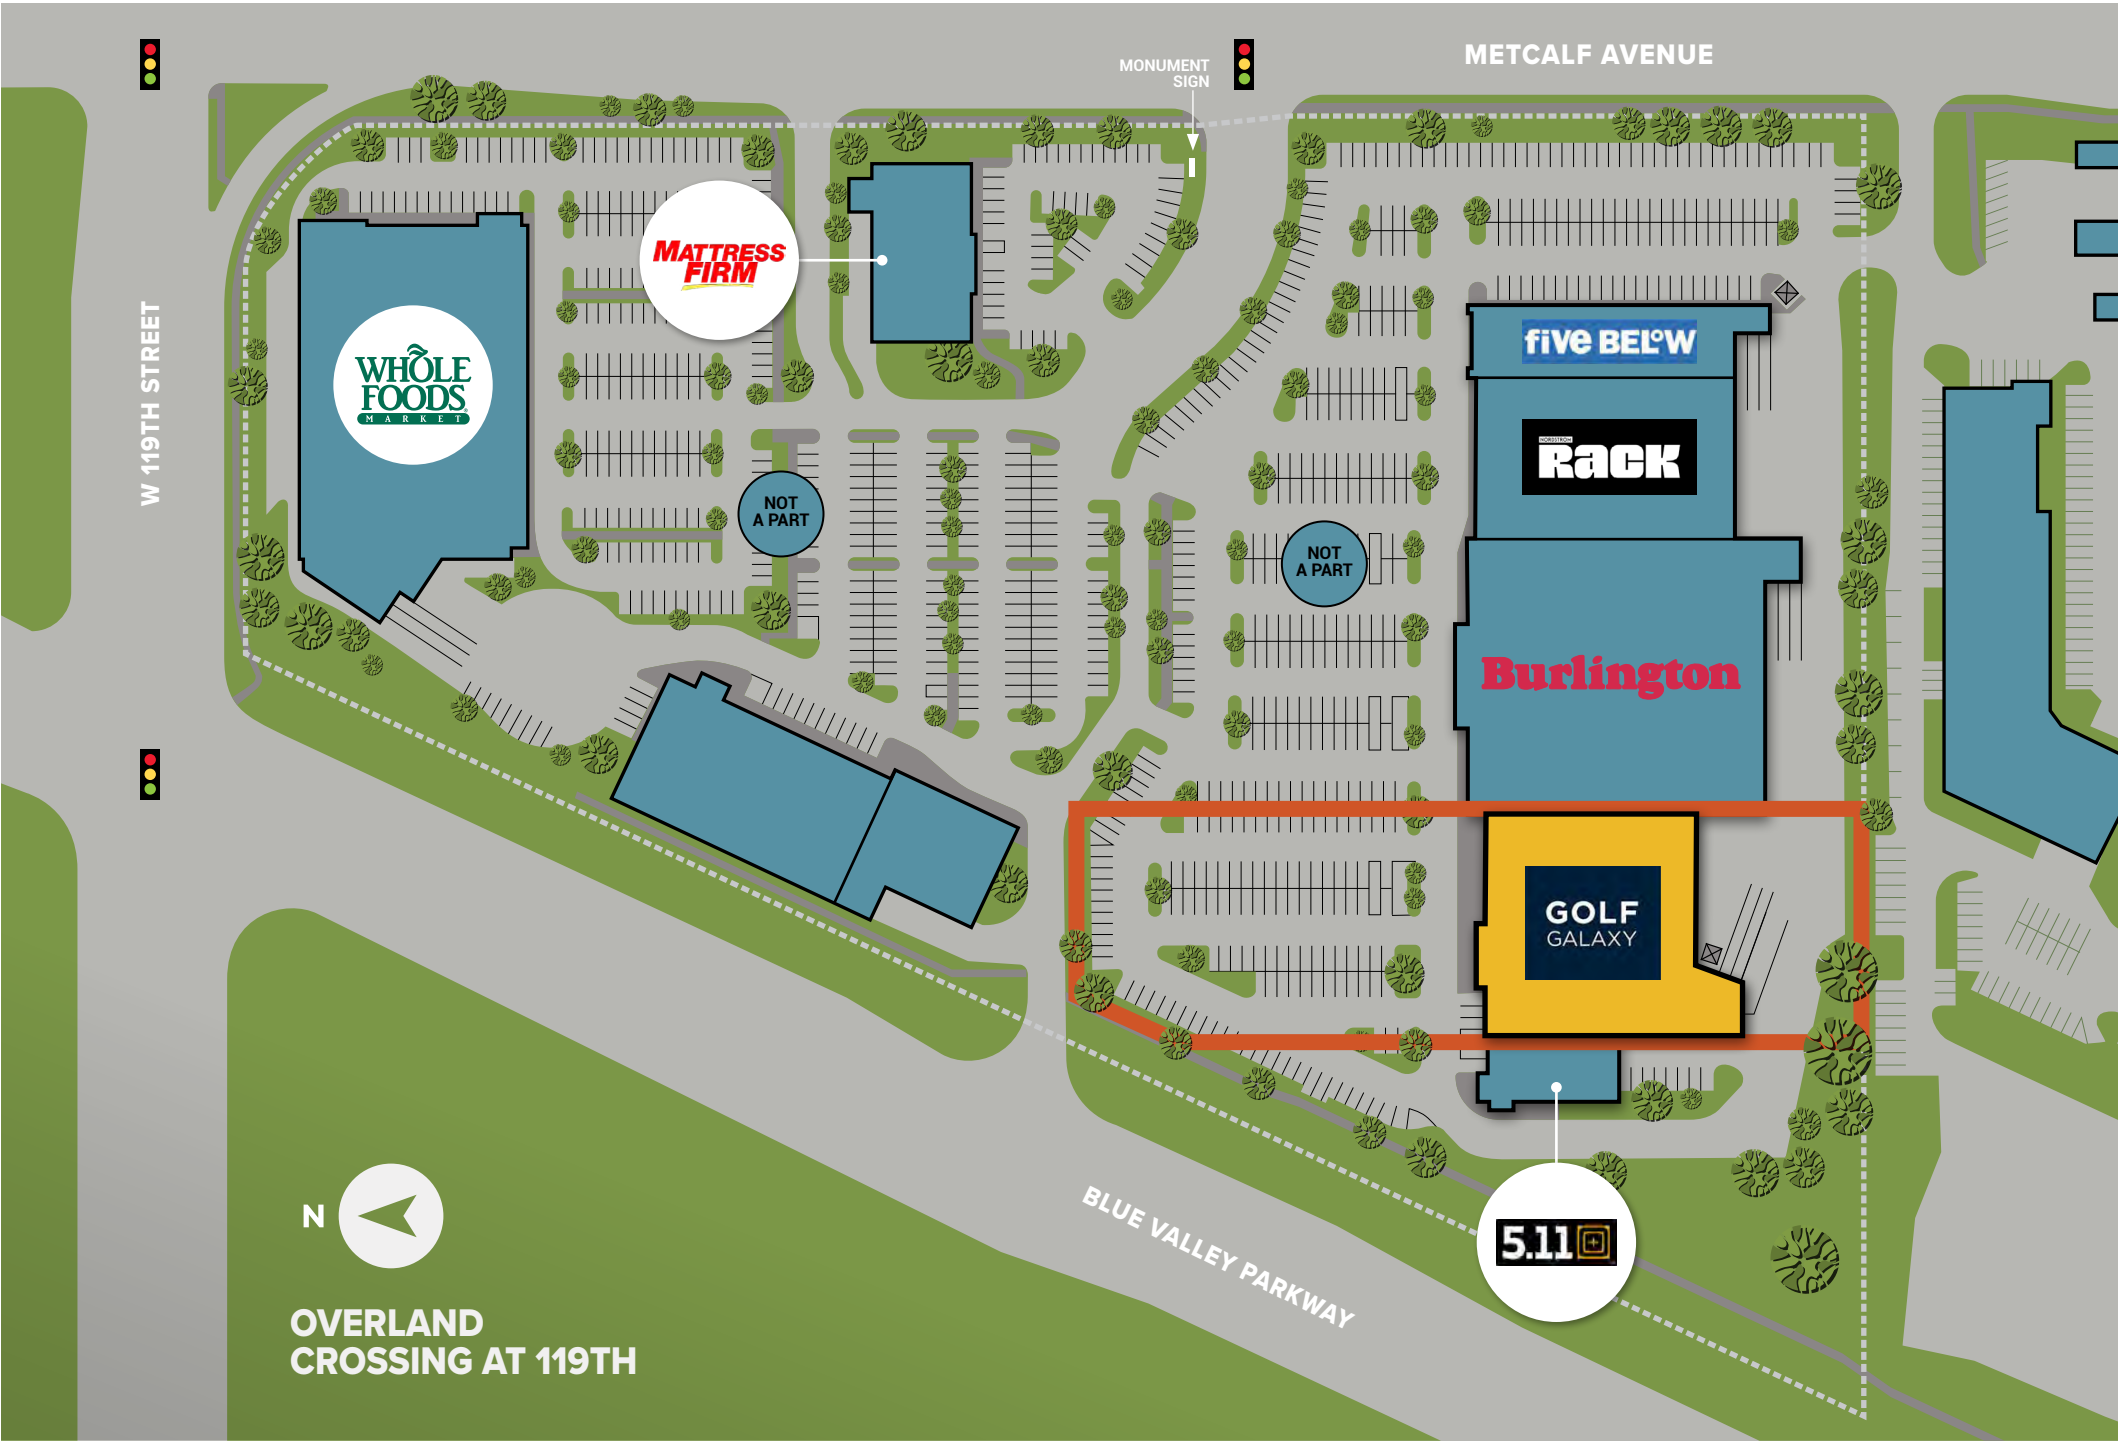 METCALF AVENUE
MONUMENT
SIGN
W 119TH STREET
MATTRESS
FIRM
WHOLE
FOODS
MARKET
five BEL°W
NORDSTROM
RACK
NOT
A PART
NOT
A PART
Burlington
GOLF
GALAXY
5.11
BLUE VALLEY PARKWAY
N
OVERLAND
CROSSING AT 119TH